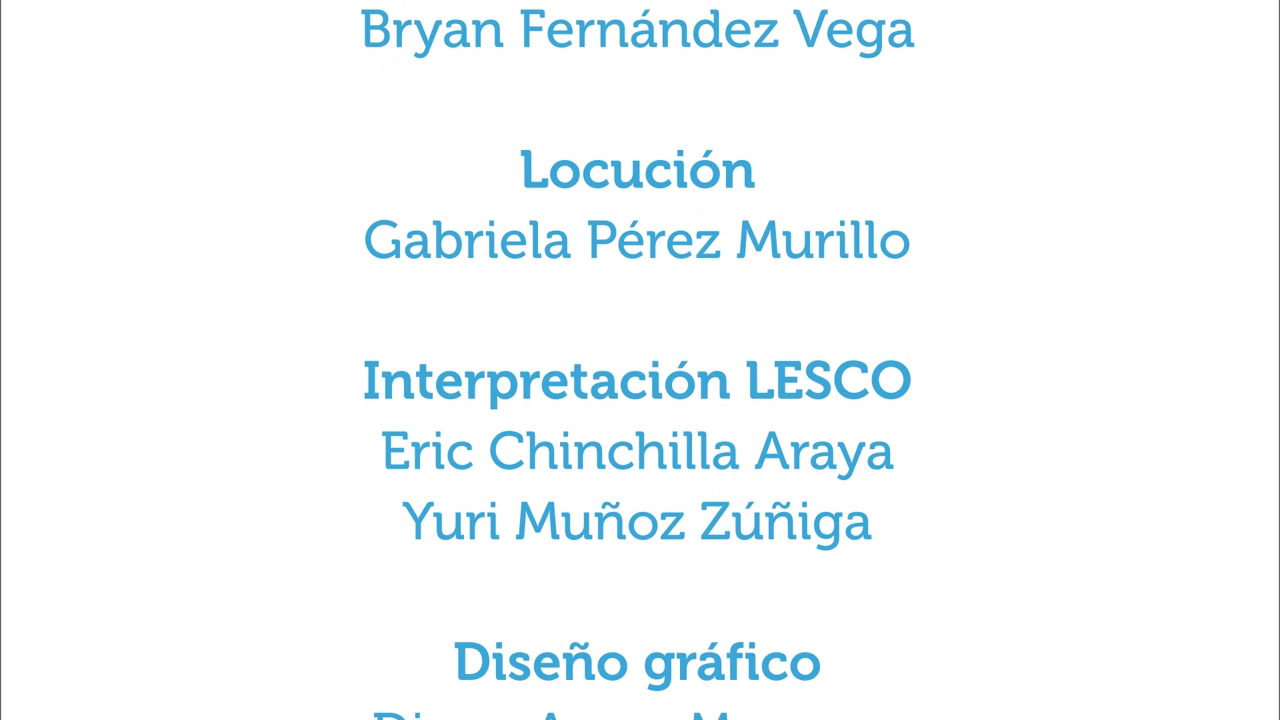 Bryan Fernández Vega
Locución
Gabriela Pérez Murillo
Interpretación LESCO
Eric Chinchilla Araya
Yuri Muñoz Zúñiga
Diseño gráfico